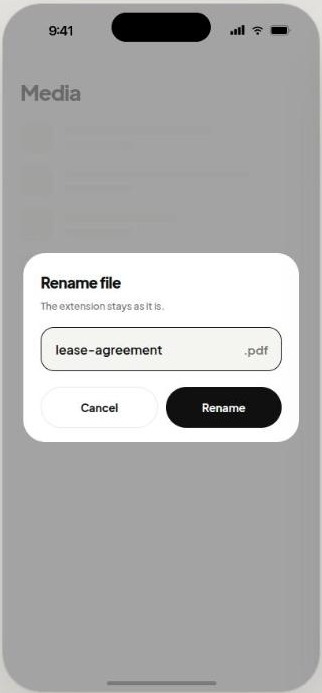 9:41
Media
Rename file
The extension stays as it is.
lease-agreement .pdf
Cancel Rename